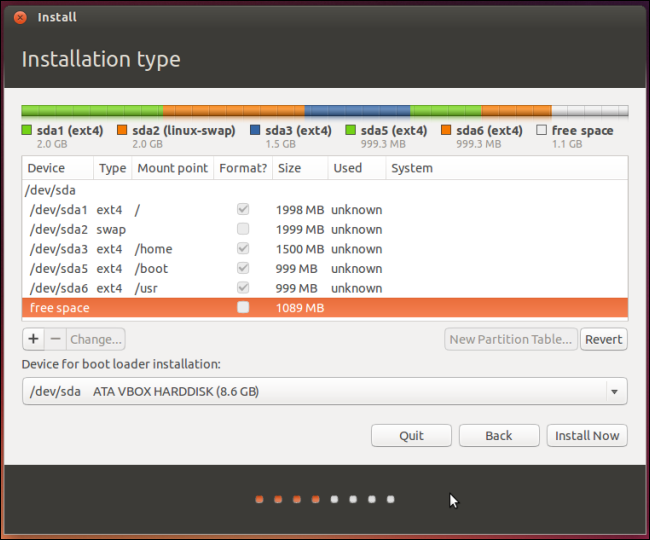 Install
Installation type
sda1 (ext4) sda2 (linux-swap) sda3 (ext4) sda5 (ext4) sda6 (ext4) free space
2.0 GB 2.0 GB 1.5 GB 999.3 MB 999.3 MB 1.1 GB
Device Type Mount point Format? Size Used System
/dev/sda
/dev/sda1 ext4 / 1998 MB unknown
/dev/sda2 swap 1999 MB unknown
/dev/sda3 ext4 /home 1500 MB unknown
/dev/sda5 ext4 /boot 999 MB unknown
/dev/sda6 ext4 /usr 999 MB unknown
free space 1089 MB
+ − Change... New Partition Table... Revert
Device for boot loader installation:
/dev/sda ATA VBOX HARDDISK (8.6 GB)
Quit Back Install Now